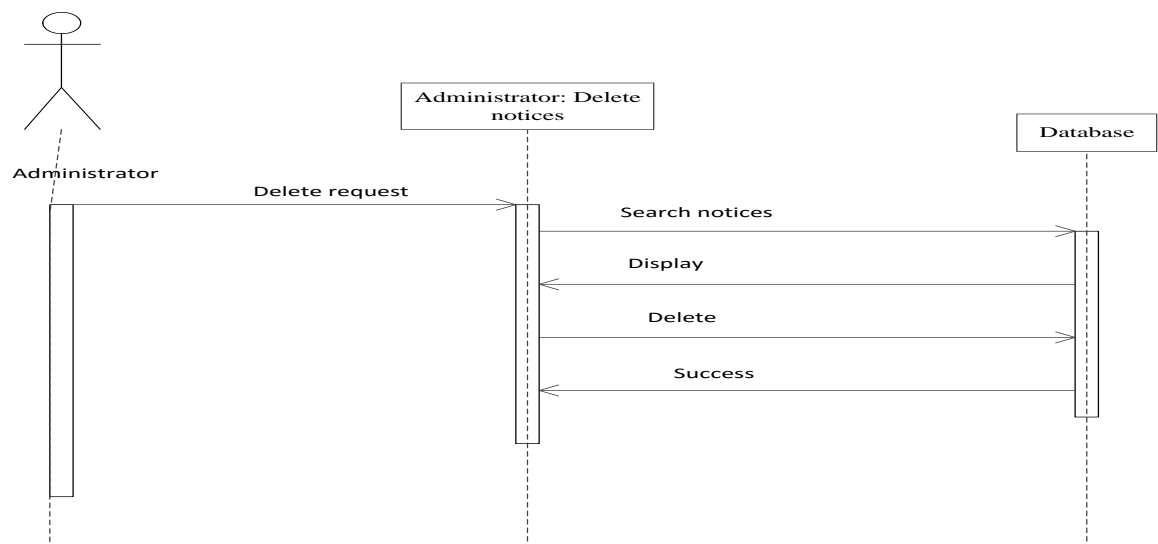 Administrator: Delete
notices
Database
Administrator
Delete request
Search notices
Display
Delete
Success